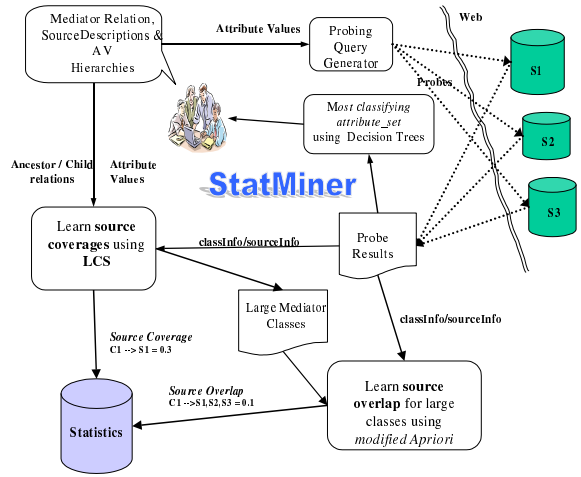 Mediator Relation,
SourceDescriptions &
AV
Hierarchies
Attribute Values
Probing
Query
Generator
Web
S1
Probes
S2
S3
Most classifying
attribute_set
using Decision Trees
Ancestor / Child
relations
Attribute
Values
StatMiner
Learn source
coverages using
LCS
classInfo/sourceInfo
Probe
Results
Large Mediator
Classes
classInfo/sourceInfo
Source Coverage
C1 --> S1 = 0.3
Source Overlap
C1 -->S1,S2,S3 = 0.1
Learn source
overlap for large
classes using
modified Apriori
Statistics